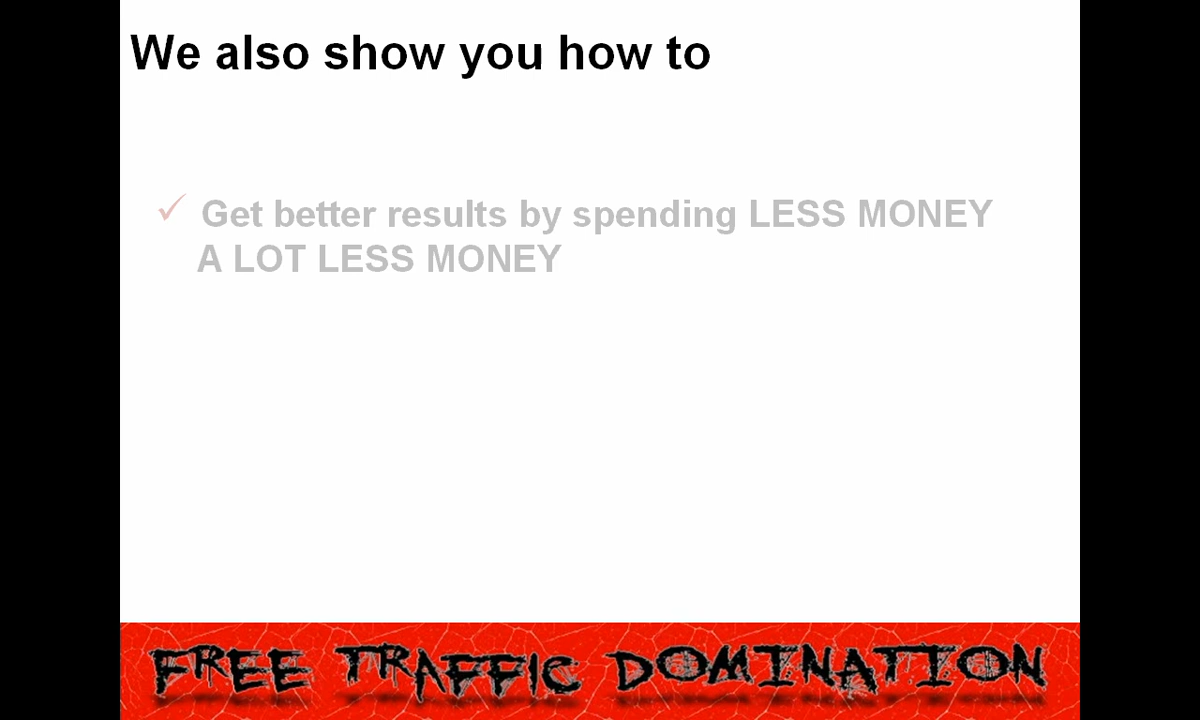 We also show you how to
Get better results by spending LESS MONEY
A LOT LESS MONEY
FREE TRAFFIC DOMINATION